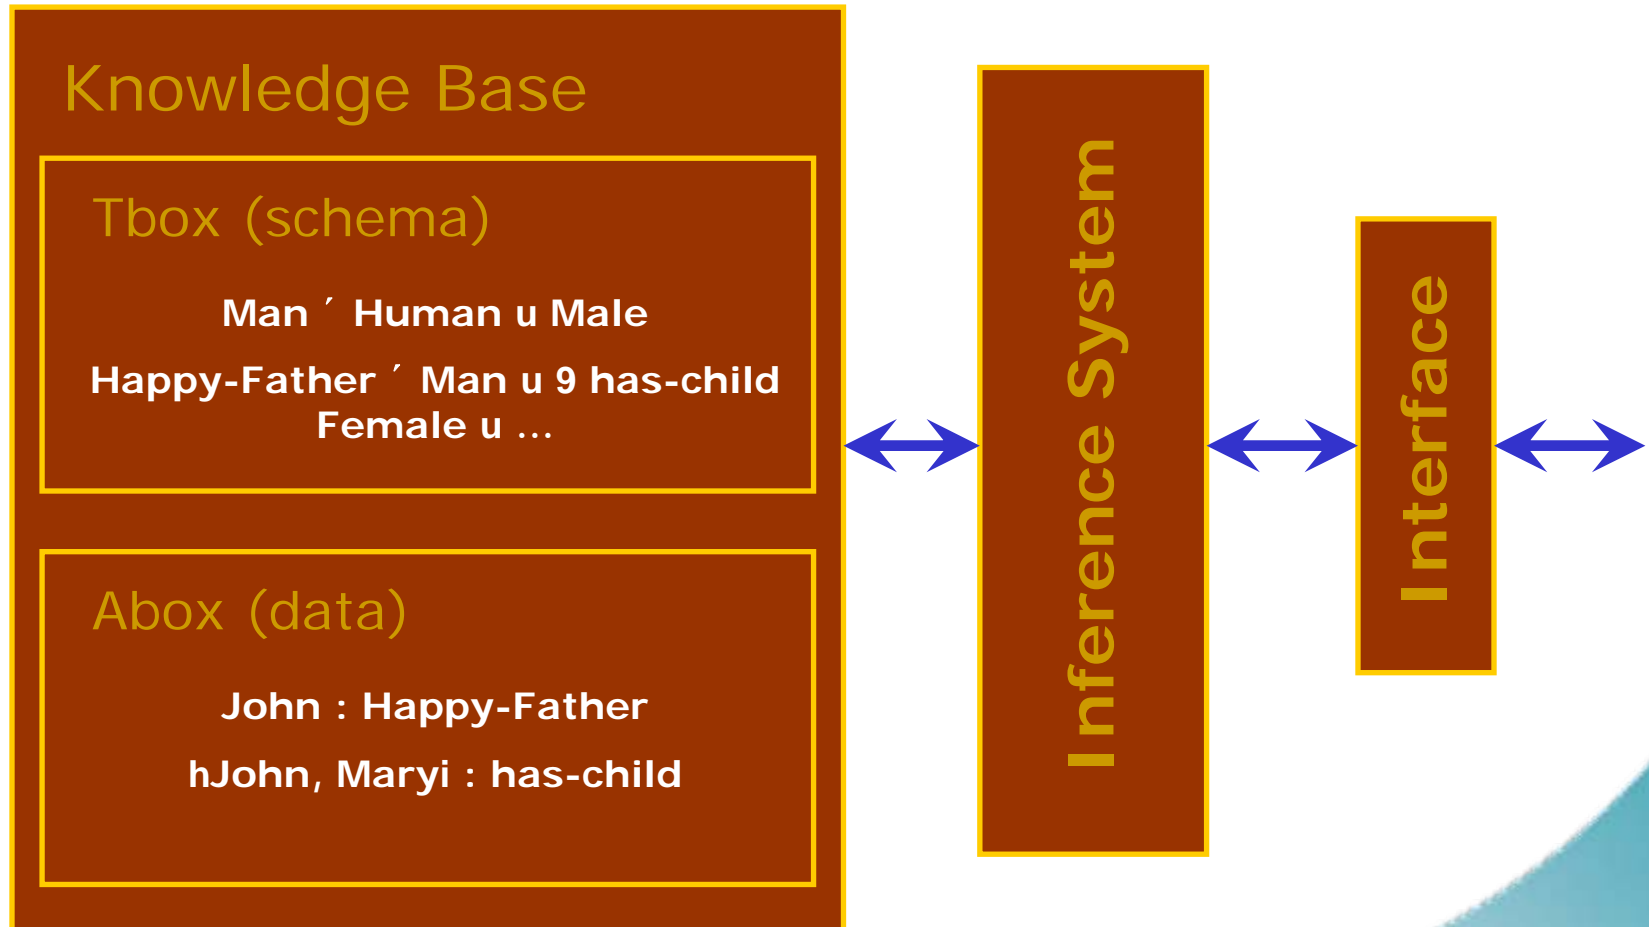 Knowledge Base
Tbox (schema)
Man ´ Human u Male
Happy-Father ´ Man u 9 has-child
Female u ...
Abox (data)
John : Happy-Father
hJohn, Maryi : has-child
Inference System
Interface